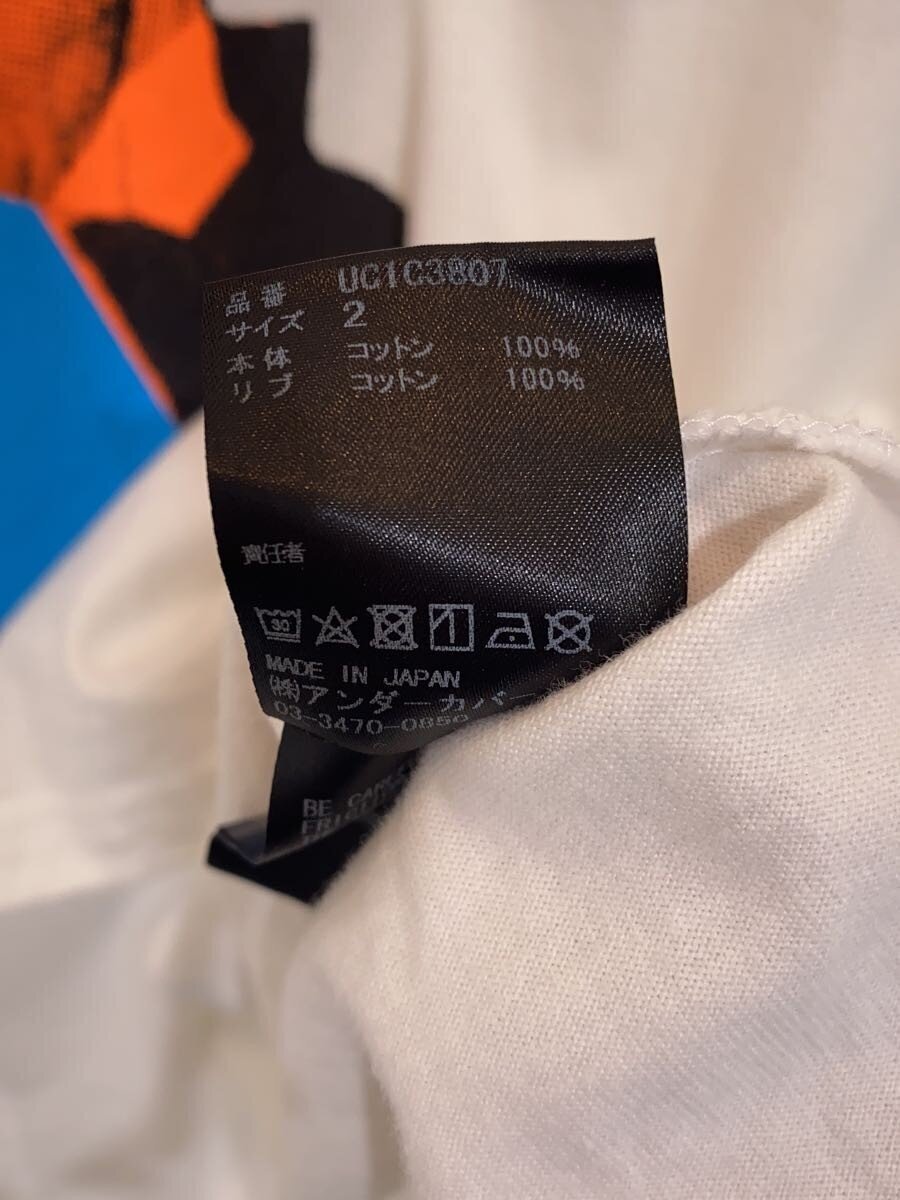 品番 UC1C3807
サイズ 2
本体 コットン 100%
リブ コットン 100%
責任者
30
MADE IN JAPAN
(株)アンダーカバー
03-3470-0850
BE